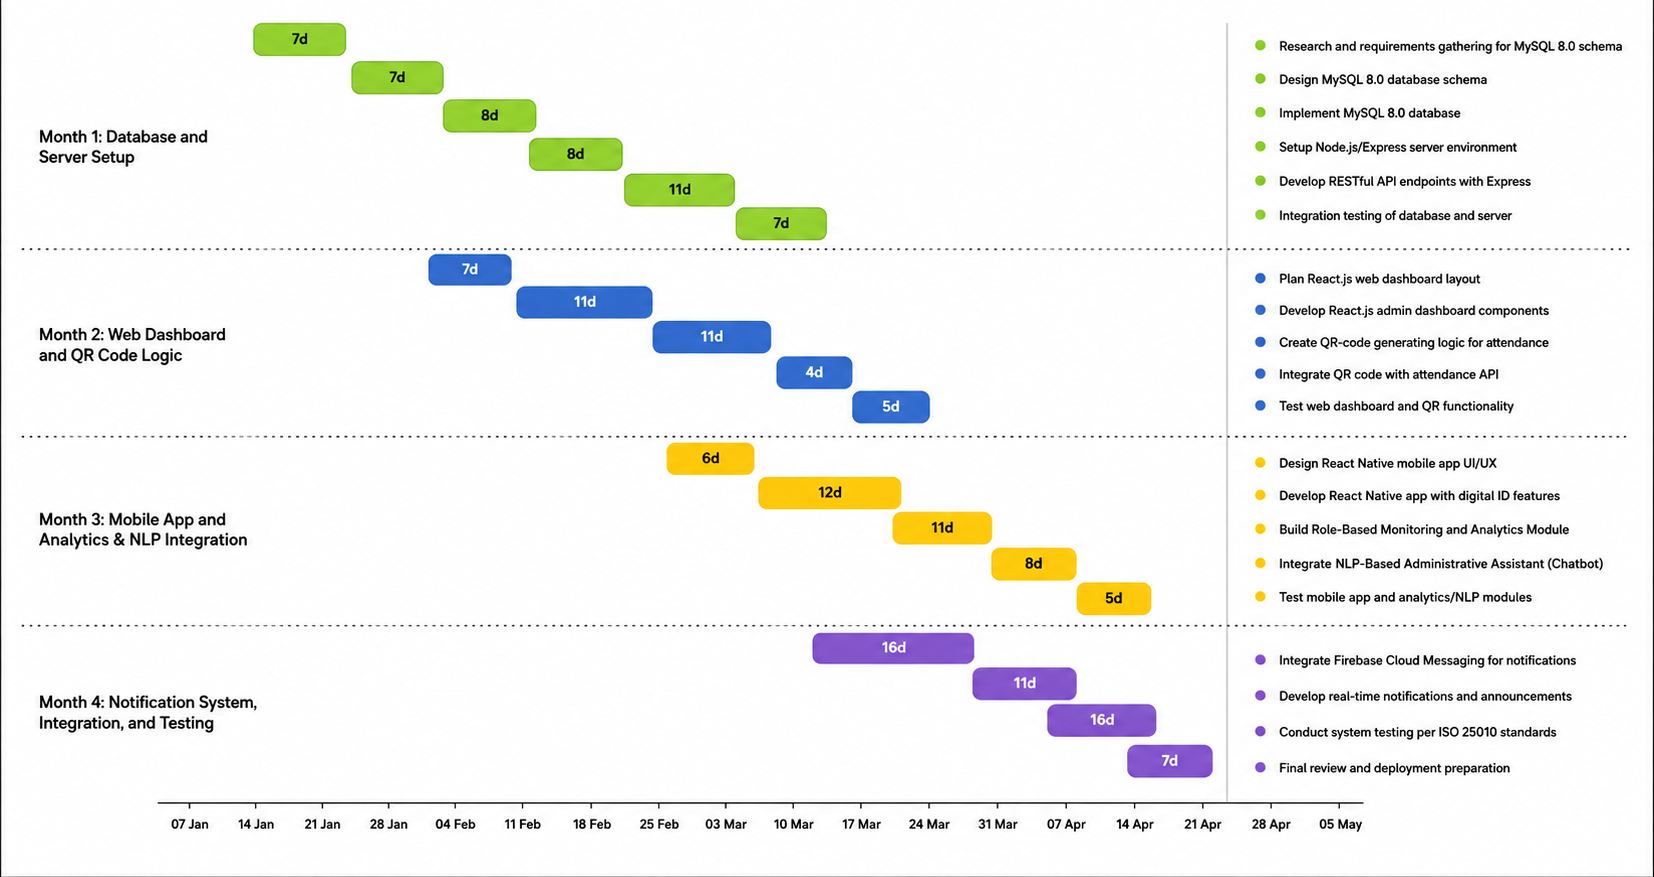 7d
Research and requirements gathering for MySQL 8.0 schema
7d
Design MySQL 8.0 database schema
8d
Implement MySQL 8.0 database
Month 1: Database and
Server Setup
8d
Setup Node.js/Express server environment
11d
Develop RESTful API endpoints with Express
7d
Integration testing of database and server
7d
Plan React.js web dashboard layout
11d
Develop React.js admin dashboard components
Month 2: Web Dashboard
and QR Code Logic
11d
Create QR-code generating logic for attendance
4d
Integrate QR code with attendance API
5d
Test web dashboard and QR functionality
6d
Design React Native mobile app UI/UX
12d
Develop React Native app with digital ID features
Month 3: Mobile App and
Analytics & NLP Integration
11d
Build Role-Based Monitoring and Analytics Module
8d
Integrate NLP-Based Administrative Assistant (Chatbot)
5d
Test mobile app and analytics/NLP modules
16d
Integrate Firebase Cloud Messaging for notifications
11d
Develop real-time notifications and announcements
Month 4: Notification System,
Integration, and Testing
16d
Conduct system testing per ISO 25010 standards
7d
Final review and deployment preparation
07 Jan 14 Jan 21 Jan 28 Jan 04 Feb 11 Feb 18 Feb 25 Feb 03 Mar 10 Mar 17 Mar 24 Mar 31 Mar 07 Apr 14 Apr 21 Apr 28 Apr 05 May